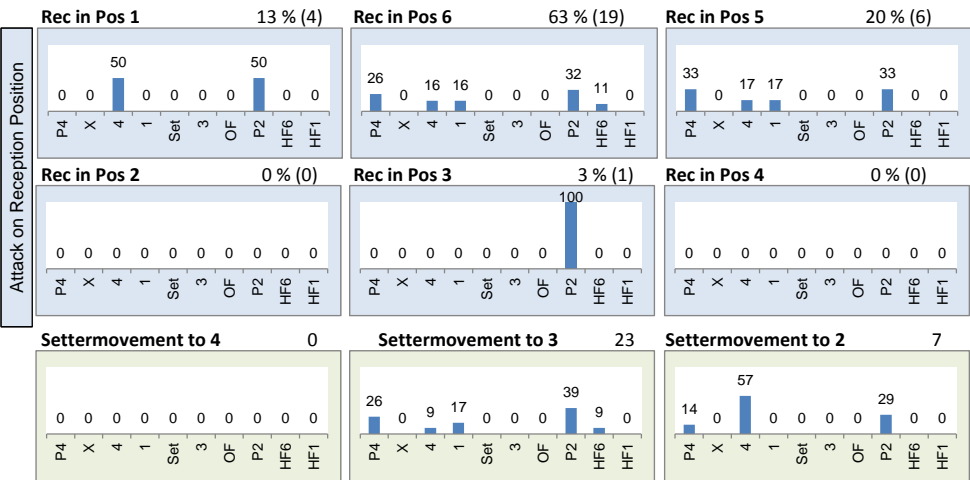 Attack on Reception Position
Rec in Pos 1 13 % (4)
0 0 50 0 0 0 0 50 0 0
P4 X 4 1 Set 3 OF P2 HF6 HF1
Rec in Pos 6 63 % (19)
26 0 16 16 0 0 0 32 11 0
P4 X 4 1 Set 3 OF P2 HF6 HF1
Rec in Pos 5 20 % (6)
33 0 17 17 0 0 0 33 0 0
P4 X 4 1 Set 3 OF P2 HF6 HF1
Rec in Pos 2 0 % (0)
0 0 0 0 0 0 0 0 0 0
P4 X 4 1 Set 3 OF P2 HF6 HF1
Rec in Pos 3 3 % (1)
0 0 0 0 0 0 0 100 0 0
P4 X 4 1 Set 3 OF P2 HF6 HF1
Rec in Pos 4 0 % (0)
0 0 0 0 0 0 0 0 0 0
P4 X 4 1 Set 3 OF P2 HF6 HF1
Settermovement to 4 0
0 0 0 0 0 0 0 0 0 0
P4 X 4 1 Set 3 OF P2 HF6 HF1
Settermovement to 3 23
26 0 9 17 0 0 0 39 9 0
P4 X 4 1 Set 3 OF P2 HF6 HF1
Settermovement to 2 7
14 0 57 0 0 0 0 29 0 0
P4 X 4 1 Set 3 OF P2 HF6 HF1